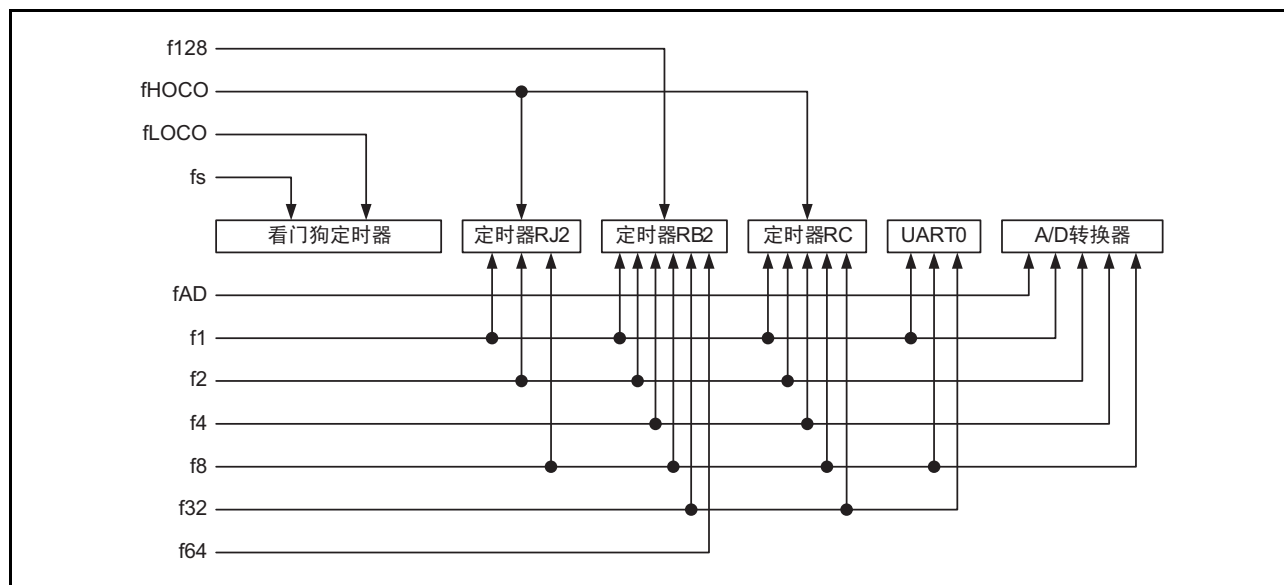 f128
fHOCO
fLOCO
fs
看门狗定时器 定时器RJ2 定时器RB2 定时器RC UART0 A/D转换器
fAD
f1
f2
f4
f8
f32
f64